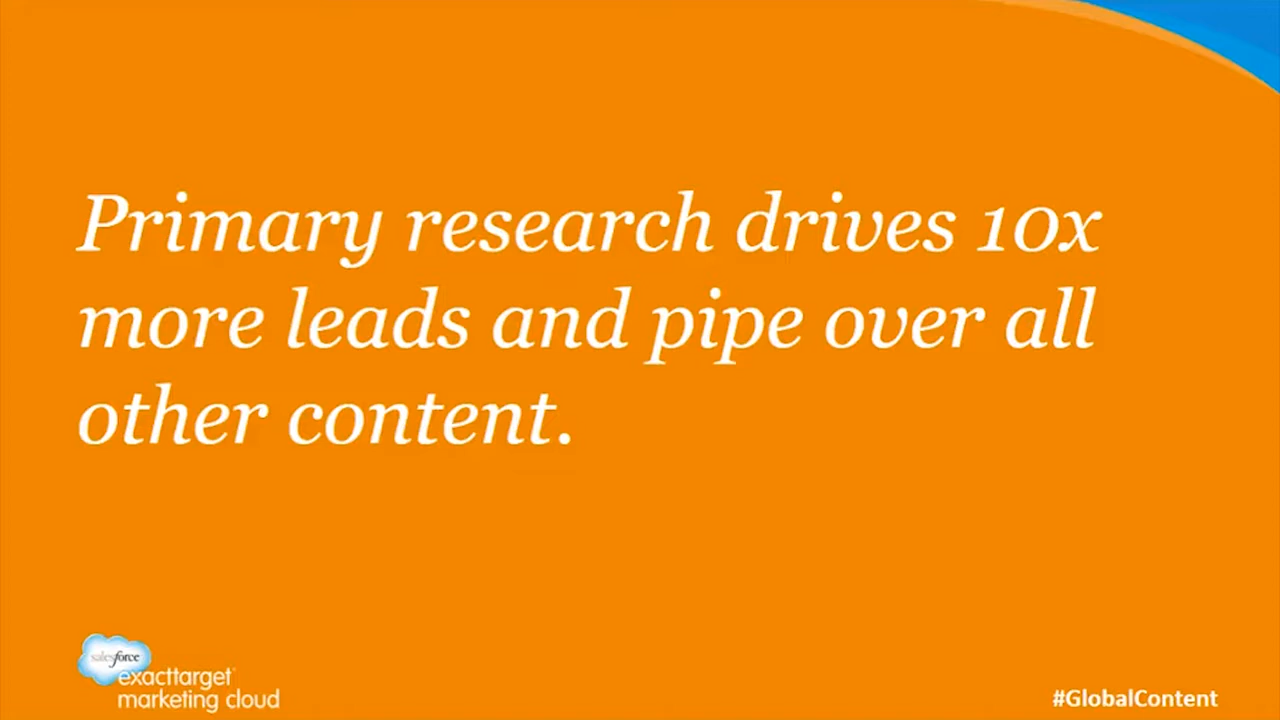 Primary research drives 10x
more leads and pipe over all
other content.
salesforce
exacttarget
marketing cloud
#GlobalContent